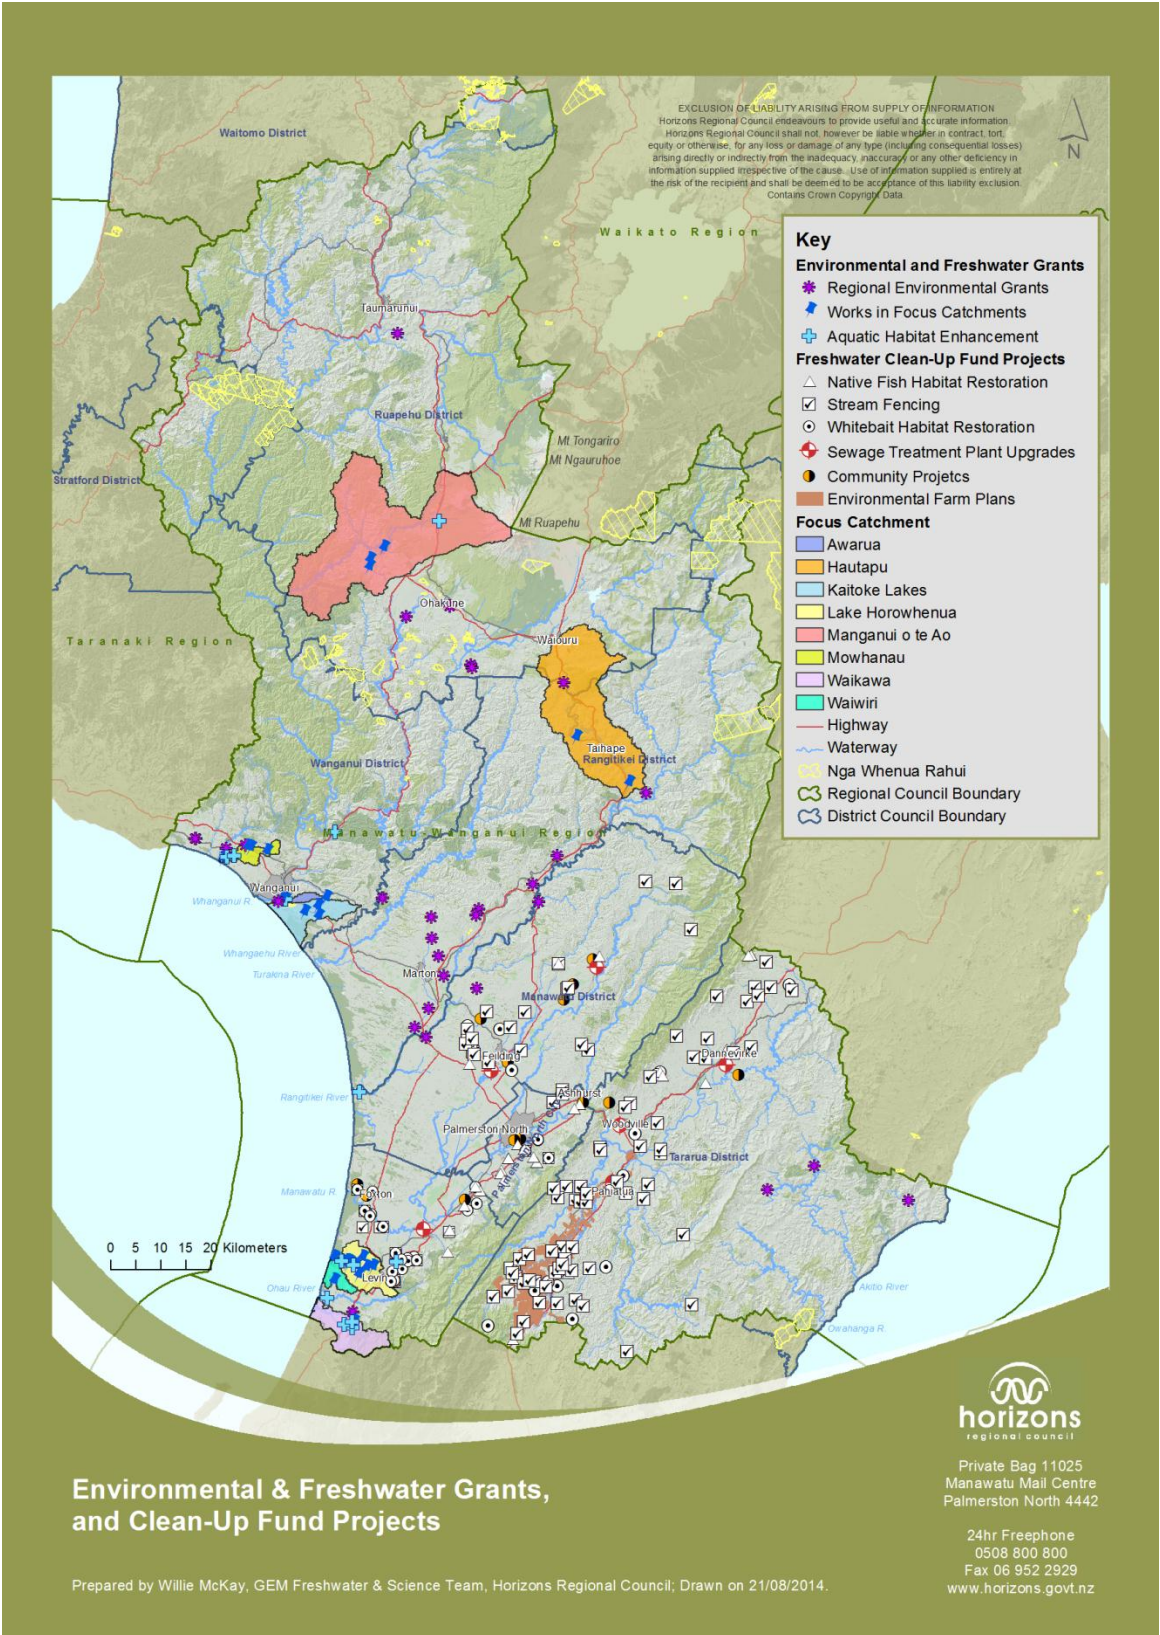 EXCLUSION OF LIABILITY ARISING FROM SUPPLY OF INFORMATION
Horizons Regional Council endeavours to provide useful and accurate information.
Horizons Regional Council shall not, however be liable whether in contract, tort,
equity or otherwise, for any loss or damage of any type (including consequential losses)
arising directly or indirectly from the inadequacy, inaccuracy or any other deficiency in
information supplied irrespective of the cause. Use of information supplied is entirely at
the risk of the recipient and shall be deemed to be acceptance of this liability exclusion.
Contains Crown Copyright Data.
N
Waitomo District
Waikato Region
Taumarunui
Ruapehu District
Mt Tongariro
Mt Ngauruhoe
Stratford District
Mt Ruapehu
Ohakune
Taranaki Region
Waiouru
Taihape
Rangitikei District
Wanganui District
Manawatu-Wanganui Region
Wanganui
Whanganui R.
Whangaehu River
Turakina River
Marton
Manawatu District
Feilding
Dannevirke
Rangitikei River
Ashhurst
Palmerston North
Woodville
Tararua District
Manawatu R.
Foxton
Pahiatua
0 5 10 15 20 Kilometers
Levin
Ohau River
Akitio River
Owahanga R.
Key
Environmental and Freshwater Grants
Regional Environmental Grants
Works in Focus Catchments
Aquatic Habitat Enhancement
Freshwater Clean-Up Fund Projects
Native Fish Habitat Restoration
Stream Fencing
Whitebait Habitat Restoration
Sewage Treatment Plant Upgrades
Community Projetcs
Environmental Farm Plans
Focus Catchment
Awarua
Hautapu
Kaitoke Lakes
Lake Horowhenua
Manganui o te Ao
Mowhanau
Waikawa
Waiwiri
Highway
Waterway
Nga Whenua Rahui
Regional Council Boundary
District Council Boundary
horizons
regional council
Private Bag 11025
Manawatu Mail Centre
Palmerston North 4442
24hr Freephone
0508 800 800
Fax 06 952 2929
www.horizons.govt.nz
Environmental & Freshwater Grants,
and Clean-Up Fund Projects
Prepared by Willie McKay, GEM Freshwater & Science Team, Horizons Regional Council; Drawn on 21/08/2014.